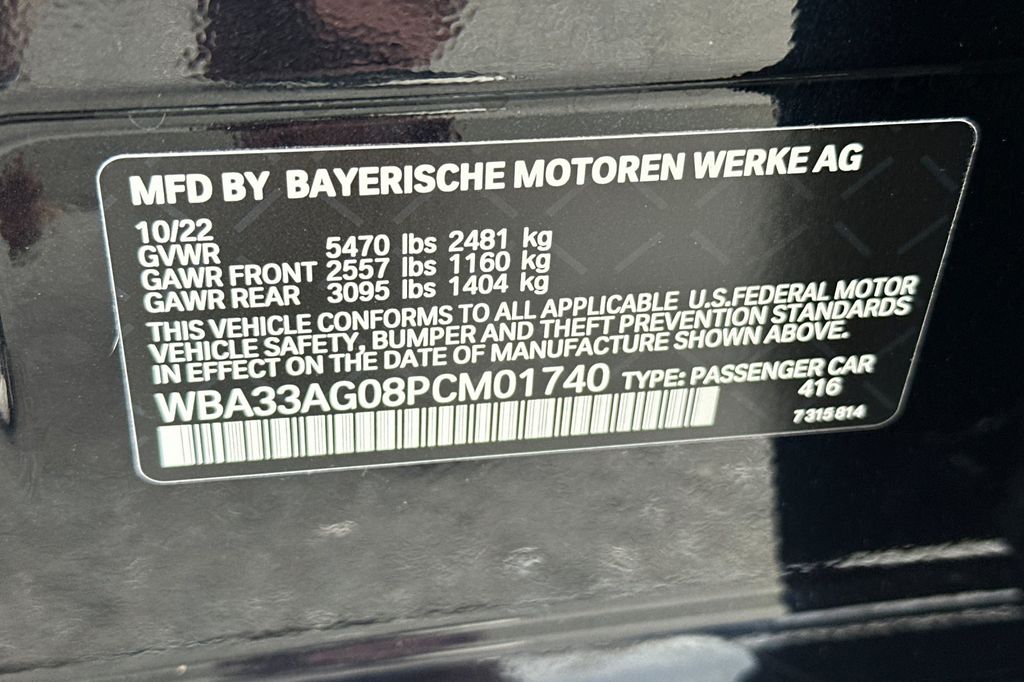 MFD BY BAYERISCHE MOTOREN WERKE AG
10/22
GVWR 5470 lbs 2481 kg
GAWR FRONT 2557 lbs 1160 kg
GAWR REAR 3095 lbs 1404 kg
THIS VEHICLE CONFORMS TO ALL APPLICABLE U.S.FEDERAL MOTOR
VEHICLE SAFETY, BUMPER AND THEFT PREVENTION STANDARDS
IN EFFECT ON THE DATE OF MANUFACTURE SHOWN ABOVE.
WBA33AG08PCM01740 TYPE: PASSENGER CAR
416
7315814